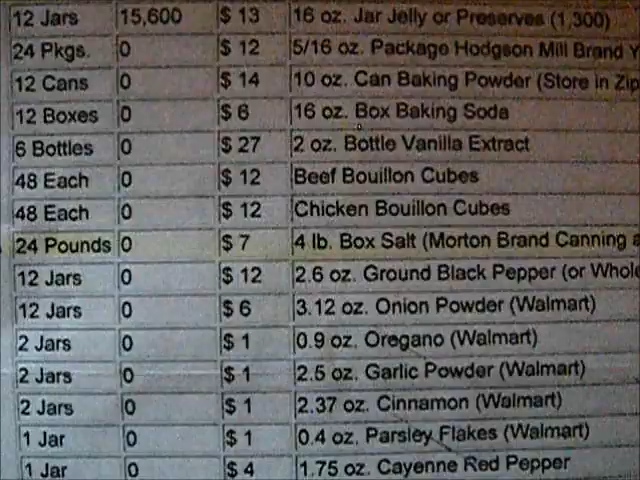 12 Jars 15,600 $ 13 16 oz. Jar Jelly or Preserves (1,300)
24 Pkgs. 0 $ 12 5/16 oz. Package Hodgson Mill Brand Y
12 Cans 0 $ 14 10 oz. Can Baking Powder (Store in Zip
12 Boxes 0 $ 6 16 oz. Box Baking Soda
6 Bottles 0 $ 27 2 oz. Bottle Vanilla Extract
48 Each 0 $ 12 Beef Bouillon Cubes
48 Each 0 $ 12 Chicken Bouillon Cubes
24 Pounds 0 $ 7 4 lb. Box Salt (Morton Brand Canning a
12 Jars 0 $ 12 2.6 oz. Ground Black Pepper (or Whole
12 Jars 0 $ 6 3.12 oz. Onion Powder (Walmart)
2 Jars 0 $ 1 0.9 oz. Oregano (Walmart)
2 Jars 0 $ 1 2.5 oz. Garlic Powder (Walmart)
2 Jars 0 $ 1 2.37 oz. Cinnamon (Walmart)
1 Jar 0 $ 1 0.4 oz. Parsley Flakes (Walmart)
1 Jar 0 $ 4 1.75 oz. Cayenne Red Pepper